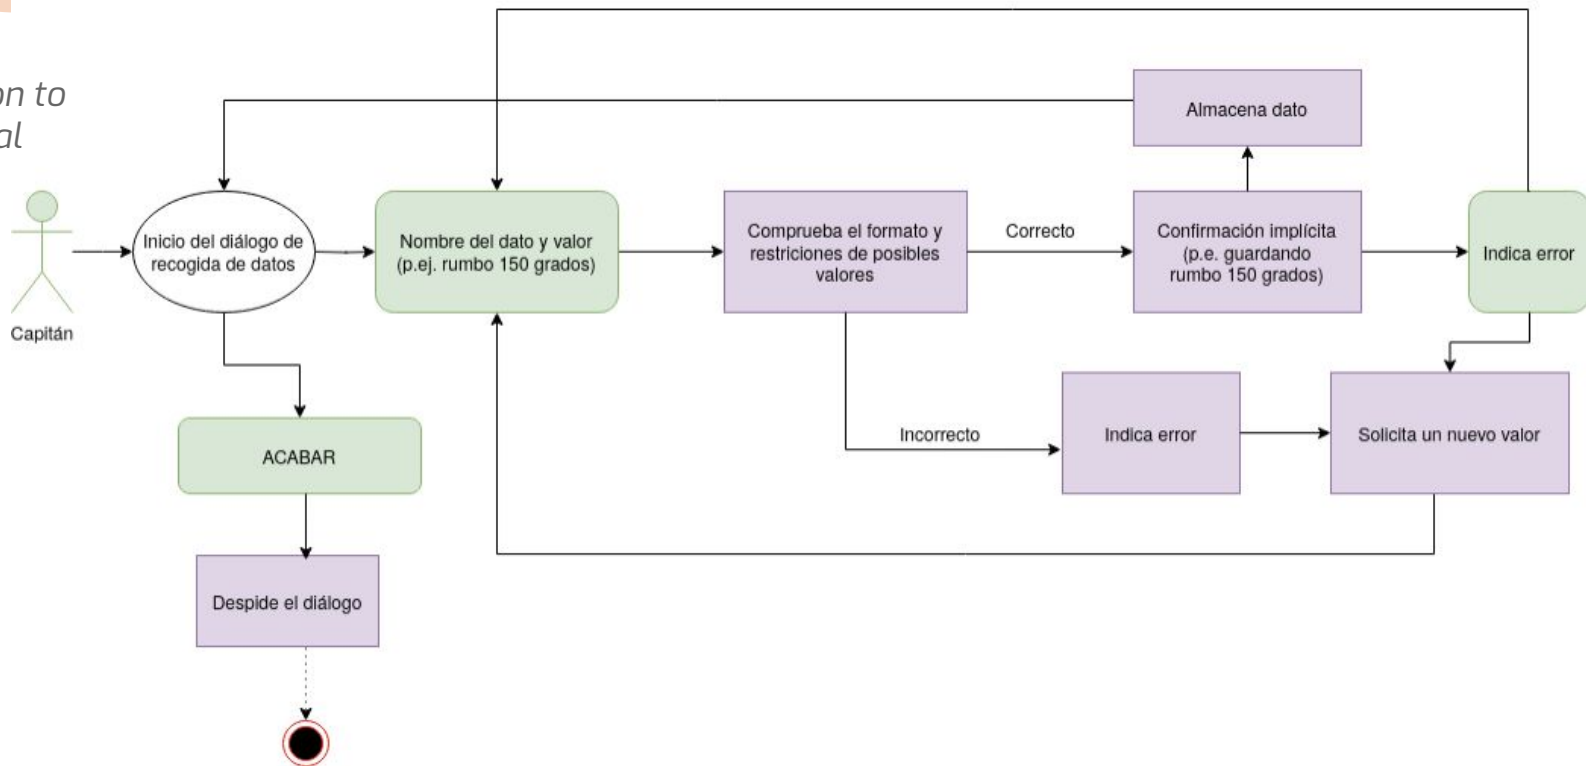 on to
al
Almacena dato
Capitán
Inicio del diálogo de
recogida de datos
Nombre del dato y valor
(p.ej. rumbo 150 grados)
Comprueba el formato y
restriciones de posibles
valores
Correcto
Confirmación implícita
(p.e. guardando
rumbo 150 grados)
Indica error
Incorrecto
Indica error
Solicita un nuevo valor
ACABAR
Despide el diálogo